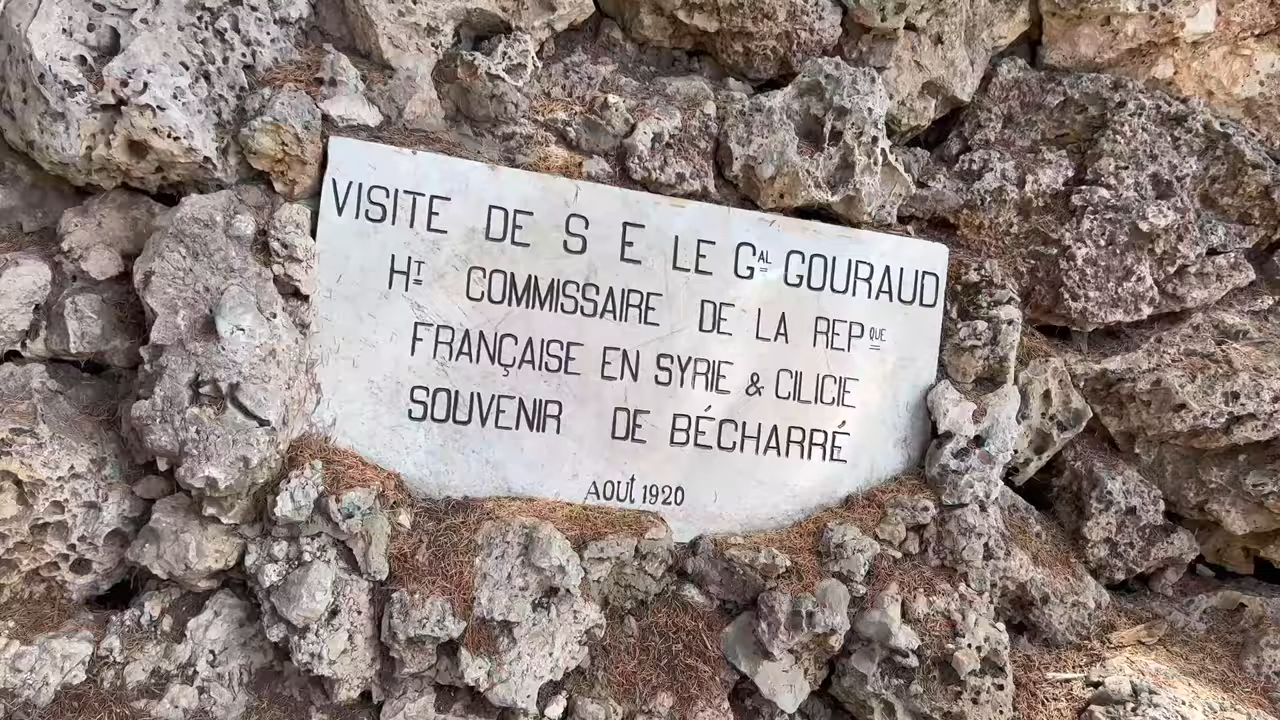 VISITE DE S E LE GAL GOURAUD
HT COMMISSAIRE DE LA REPQUE
FRANÇAISE EN SYRIE & CILICIE
SOUVENIR DE BÉCHARRÉ
AOUt 1920